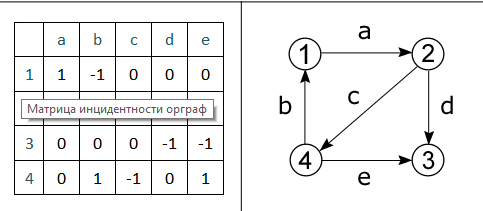 a b c d e
1 1 -1 0 0 0
Матрица инцидентности орграф
3 0 0 0 -1 -1
4 0 1 -1 0 1
a
1 2
b c d
4 3
e